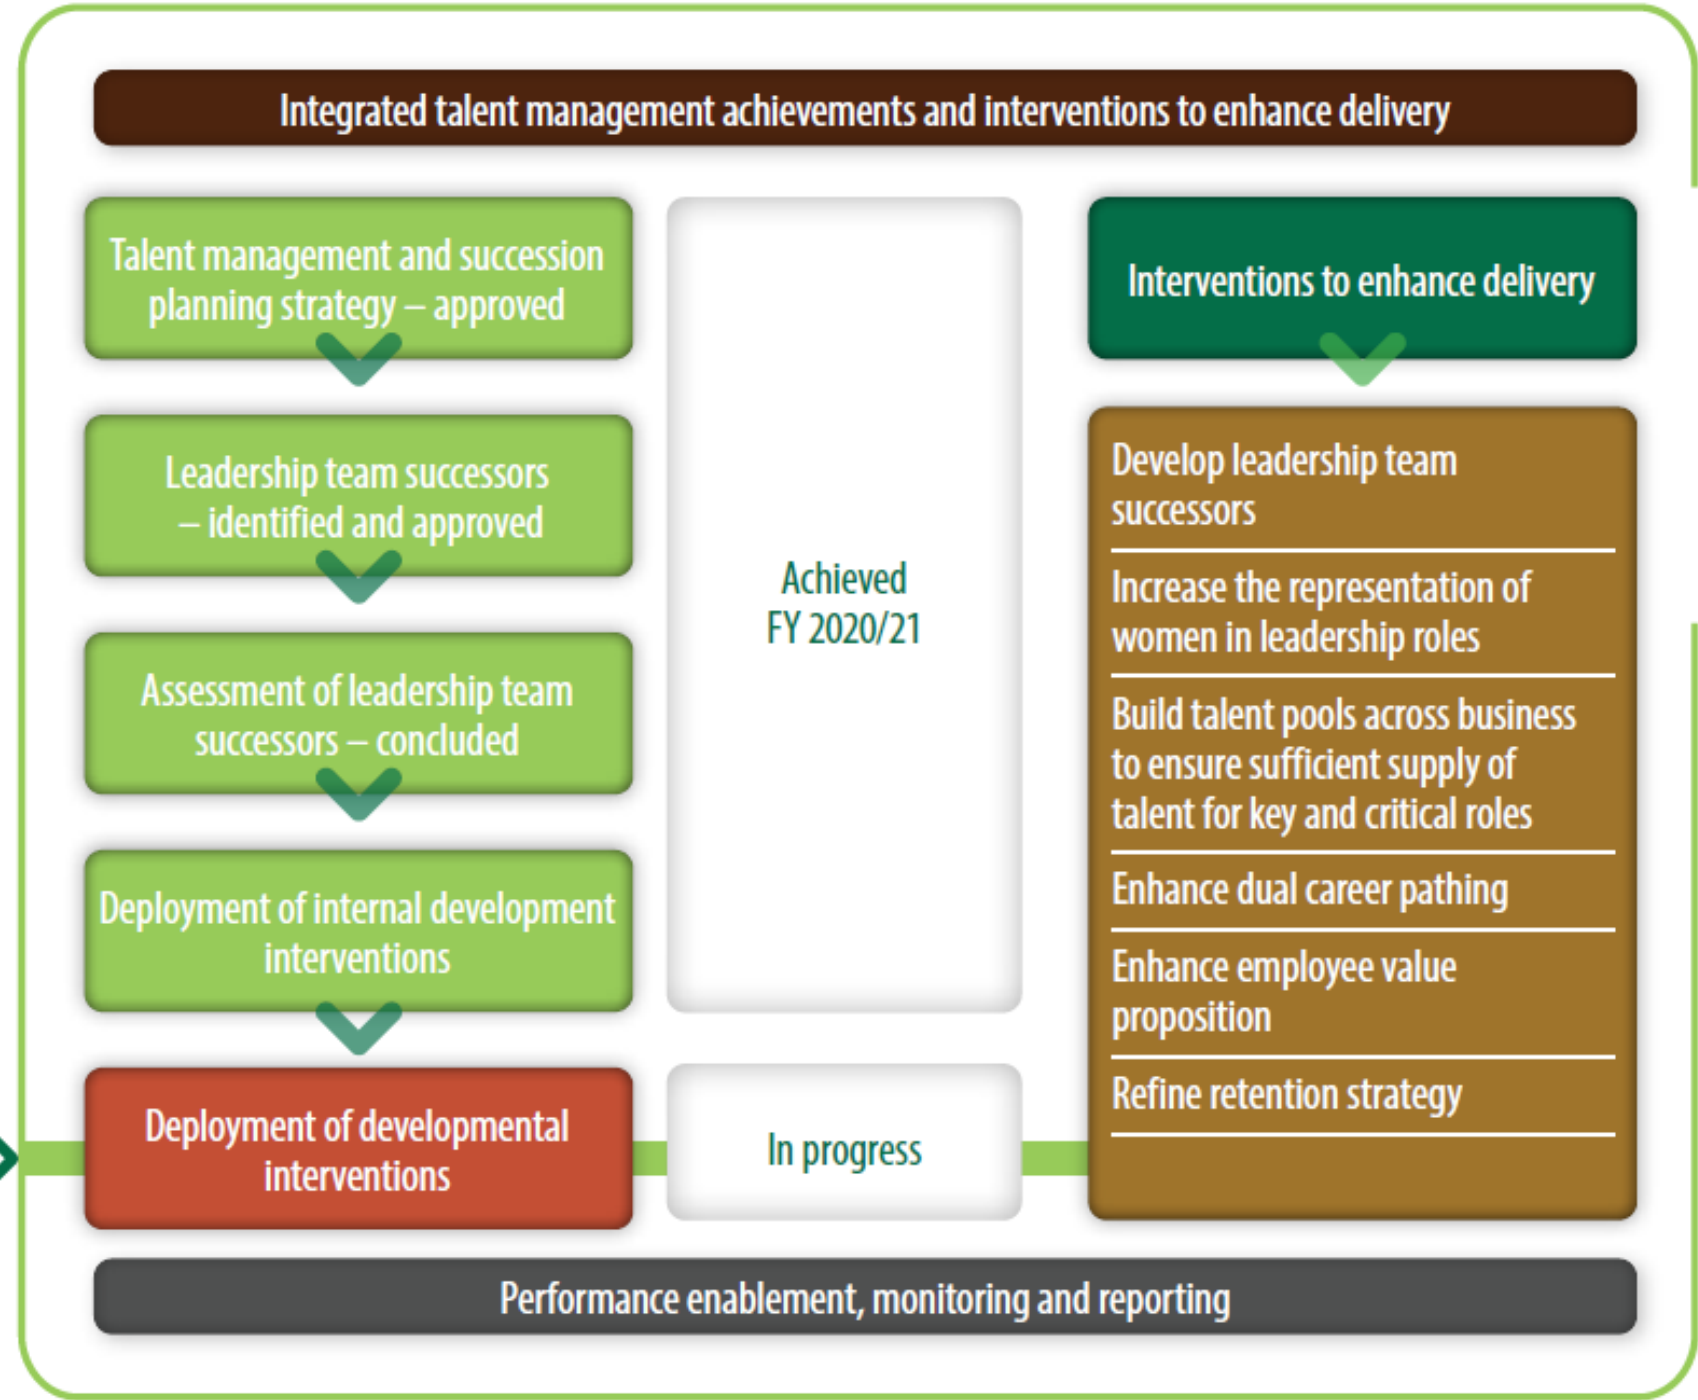 Integrated talent management achievements and interventions to enhance delivery
Talent management and succession
planning strategy – approved
Leadership team successors
– identified and approved
Assessment of leadership team
successors – concluded
Deployment of internal development
interventions
Deployment of developmental
interventions
Achieved
FY 2020/21
In progress
Interventions to enhance delivery
Develop leadership team
successors
Increase the representation of
women in leadership roles
Build talent pools across business
to ensure sufficient supply of
talent for key and critical roles
Enhance dual career pathing
Enhance employee value
proposition
Refine retention strategy
Performance enablement, monitoring and reporting